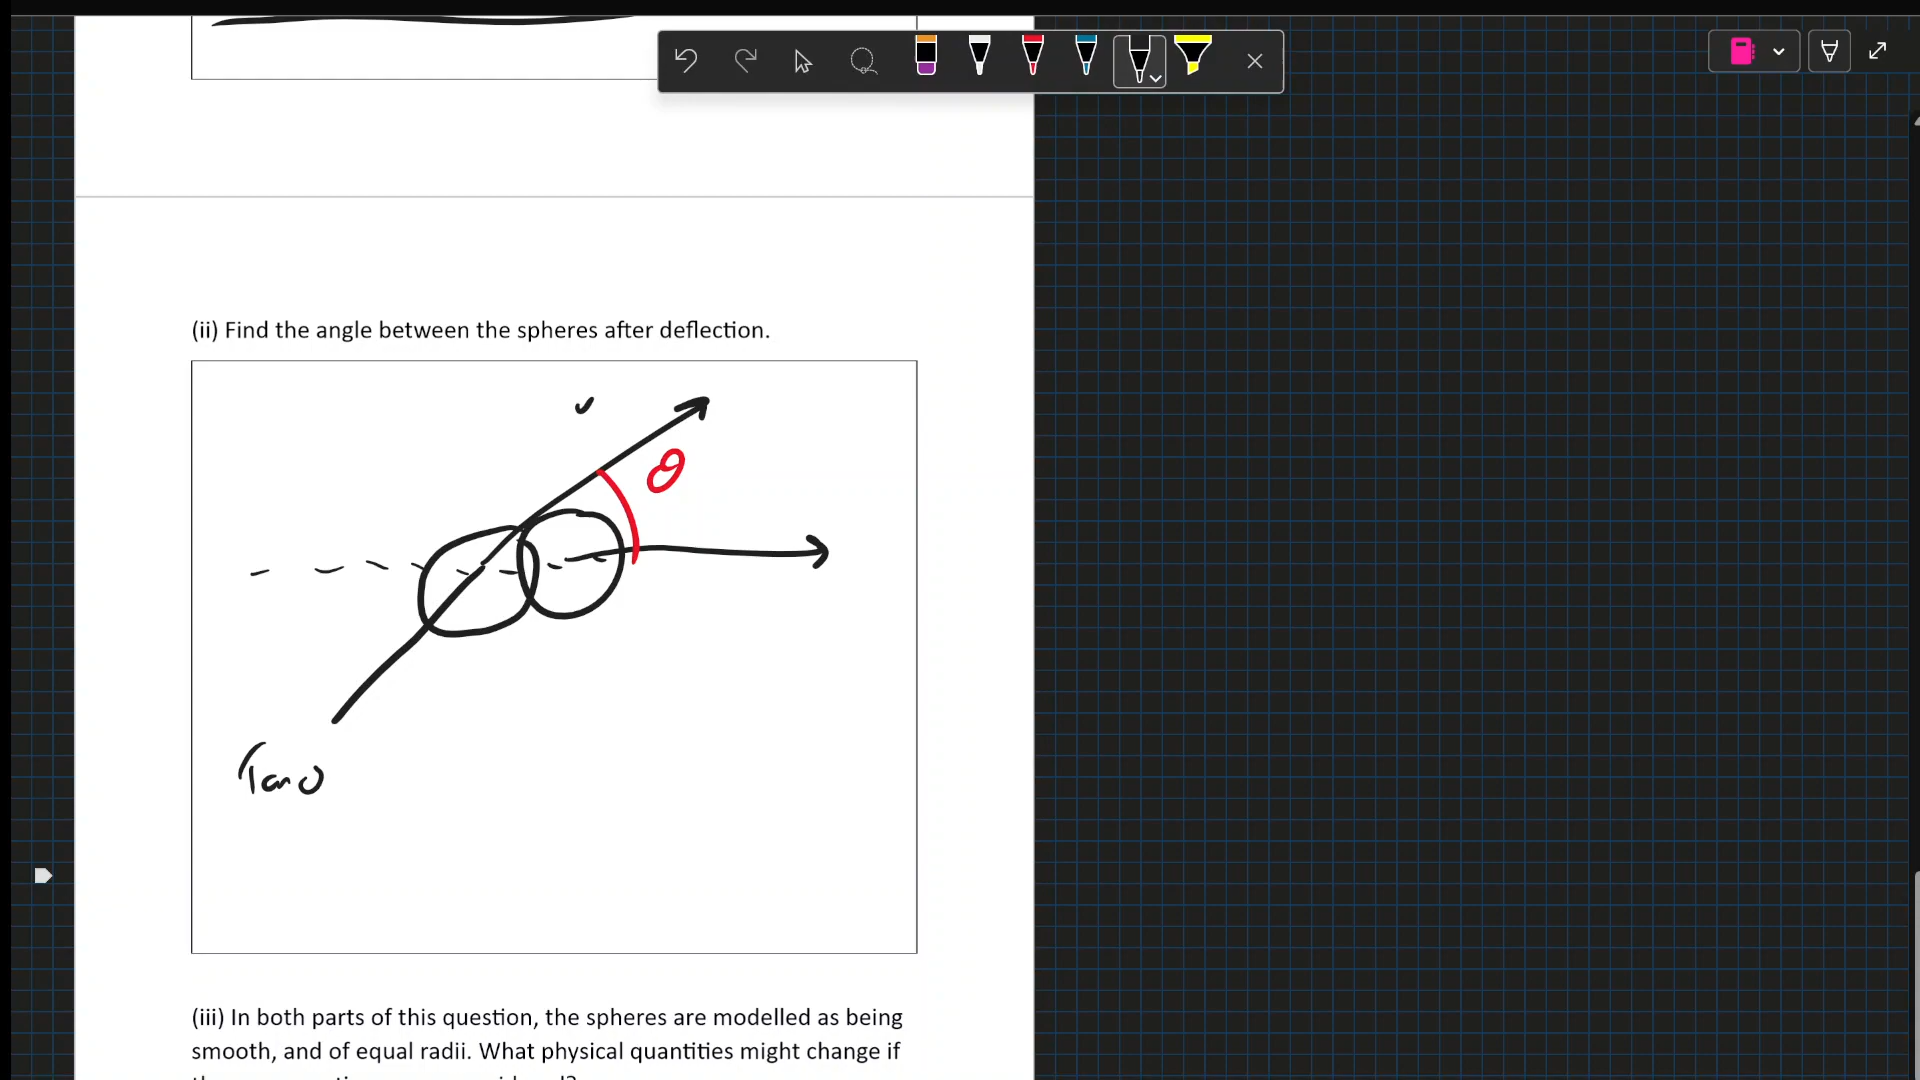 (ii) Find the angle between the spheres after deflection.
θ
(Tan θ
(iii) In both parts of this question, the spheres are modelled as being
smooth, and of equal radii. What physical quantities might change if